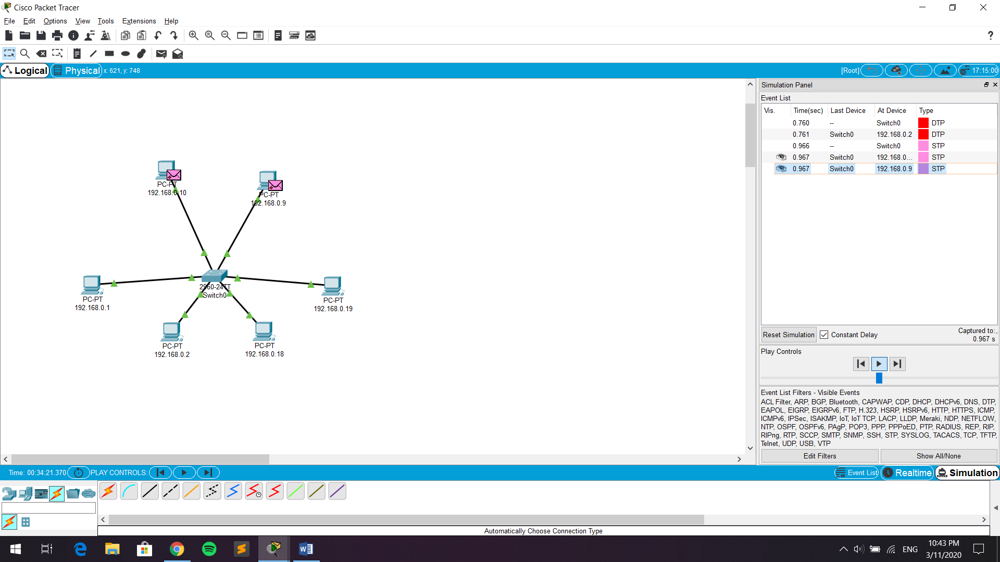 Cisco Packet Tracer
File Edit Options View Tools Extensions Help
Logical Physical x: 621, y: 748 [Root] 17:15:00
Simulation Panel
Event List
Vis. Time(sec) Last Device At Device Type
0.760 -- Switch0 DTP
0.761 Switch0 192.168.0.2 DTP
0.966 -- Switch0 STP
0.967 Switch0 192.168.0... STP
0.967 Switch0 192.168.0.9 STP
PC-PT
192.168.0.10
PC-PT
192.168.0.9
2960-24TT
Switch0
PC-PT
192.168.0.1
PC-PT
192.168.0.19
PC-PT
192.168.0.2
PC-PT
192.168.0.18
Reset Simulation Constant Delay Captured to:
0.967 s
Play Controls
Event List Filters - Visible Events
ACL Filter, ARP, BGP, Bluetooth, CAPWAP, CDP, DHCP, DHCPv6, DNS, DTP,
EAPOL, EIGRP, EIGRPv6, FTP, H.323, HSRP, HSRPv6, HTTP, HTTPS, ICMP,
ICMPv6, IPSec, ISAKMP, IoT, IoT TCP, LACP, LLDP, Meraki, NDP, NETFLOW,
NTP, OSPF, OSPFv6, PAgP, POP3, PPP, PPPoED, PTP, RADIUS, REP, RIP,
RIPng, RTP, SCCP, SMTP, SNMP, SSH, STP, SYSLOG, TACACS, TCP, TFTP,
Telnet, UDP, USB, VTP
Edit Filters Show All/None
Time: 00:34:21.370 PLAY CONTROLS: Event List Realtime Simulation
Automatically Choose Connection Type
ENG 10:43 PM
3/11/2020